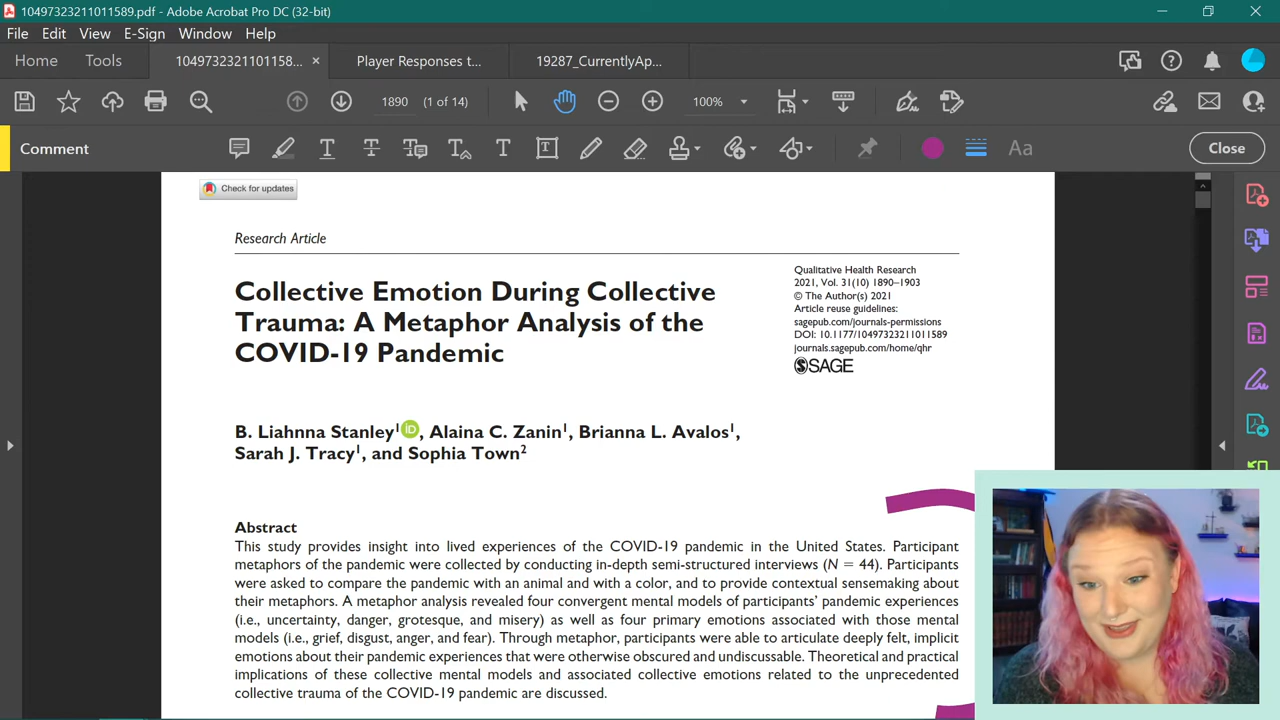 10497323211011589.pdf - Adobe Acrobat Pro DC (32-bit)
File Edit View E-Sign Window Help
Home Tools 1049732321101158... × Player Responses t... 19287_CurrentlyAp...
1890 (1 of 14) 100%
Comment Aa Close
Check for updates
Research Article
Collective Emotion During Collective
Trauma: A Metaphor Analysis of the
COVID-19 Pandemic
Qualitative Health Research
2021, Vol. 31(10) 1890–1903
© The Author(s) 2021
Article reuse guidelines:
sagepub.com/journals-permissions
DOI: 10.1177/10497323211011589
journals.sagepub.com/home/qhr
SAGE
B. Liahnna Stanley1 iD, Alaina C. Zanin1, Brianna L. Avalos1,
Sarah J. Tracy1, and Sophia Town2
Abstract
This study provides insight into lived experiences of the COVID-19 pandemic in the United States. Participant
metaphors of the pandemic were collected by conducting in-depth semi-structured interviews (N = 44). Participants
were asked to compare the pandemic with an animal and with a color, and to provide contextual sensemaking about
their metaphors. A metaphor analysis revealed four convergent mental models of participants’ pandemic experiences
(i.e., uncertainty, danger, grotesque, and misery) as well as four primary emotions associated with those mental
models (i.e., grief, disgust, anger, and fear). Through metaphor, participants were able to articulate deeply felt, implicit
emotions about their pandemic experiences that were otherwise obscured and undiscussable. Theoretical and practical
implications of these collective mental models and associated collective emotions related to the unprecedented
collective trauma of the COVID-19 pandemic are discussed.